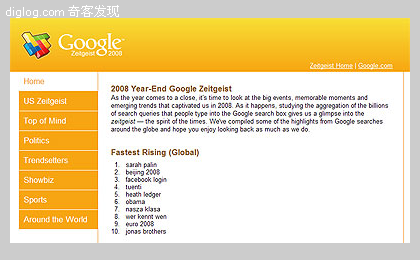 diglog.com 奇客发现
Google
Zeitgeist 2008
Zeitgeist Home | Google.com
Home
US Zeitgeist
Top of Mind
Politics
Trendsetters
Showbiz
Sports
Around the World
2008 Year-End Google Zeitgeist
As the year comes to a close, it's time to look at the big events, memorable moments and
emerging trends that captivated us in 2008. As it happens, studying the aggregation of the billions
of search queries that people type into the Google search box gives us a glimpse into the
zeitgeist — the spirit of the times. We've compiled some of the highlights from Google searches
around the globe and hope you enjoy looking back as much as we do.
Fastest Rising (Global)
1. sarah palin
2. beijing 2008
3. facebook login
4. tuenti
5. heath ledger
6. obama
7. nasza klasa
8. wer kennt wen
9. euro 2008
10. jonas brothers